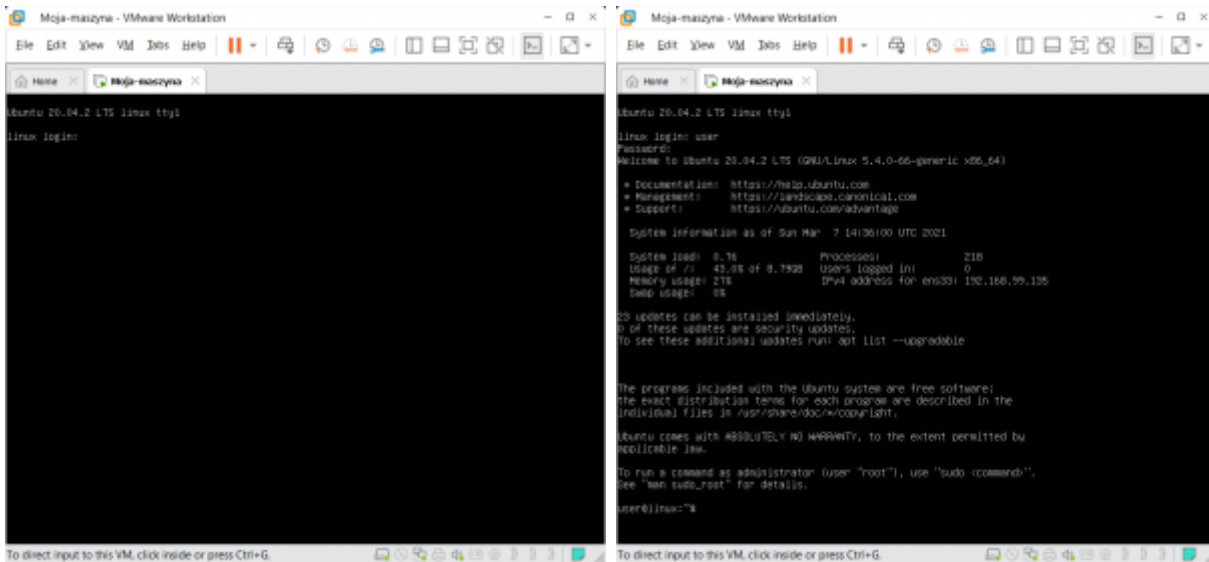 Moja-maszyna - VMware Workstation
File Edit View VM Tabs Help
Home Moja-maszyna
Ubuntu 20.04.2 LTS linux tty1
linux login:
To direct input to this VM, click inside or press Ctrl+G.
Moja-maszyna - VMware Workstation
File Edit View VM Tabs Help
Home Moja-maszyna
Ubuntu 20.04.2 LTS linux tty1
linux login: user
Password:
Welcome to Ubuntu 20.04.2 LTS (GNU/Linux 5.4.0-66-generic x86_64)
* Documentation: https://help.ubuntu.com
* Management: https://landscape.canonical.com
* Support: https://ubuntu.com/advantage
System information as of Sun Mar 7 14:36:00 UTC 2021
System load: 0.76 Processes: 218
Usage of /: 43.0% of 8.79GB Users logged in: 0
Memory usage: 21% IPv4 address for ens33: 192.168.99.135
Swap usage: 0%
23 updates can be installed immediately.
0 of these updates are security updates.
To see these additional updates run: apt list --upgradable
The programs included with the Ubuntu system are free software;
the exact distribution terms for each program are described in the
individual files in /usr/share/doc/*/copyright.
Ubuntu comes with ABSOLUTELY NO WARRANTY, to the extent permitted by
applicable law.
To run a command as administrator (user "root"), use "sudo <command>".
See "man sudo_root" for details.
user@linux:~$
To direct input to this VM, click inside or press Ctrl+G.